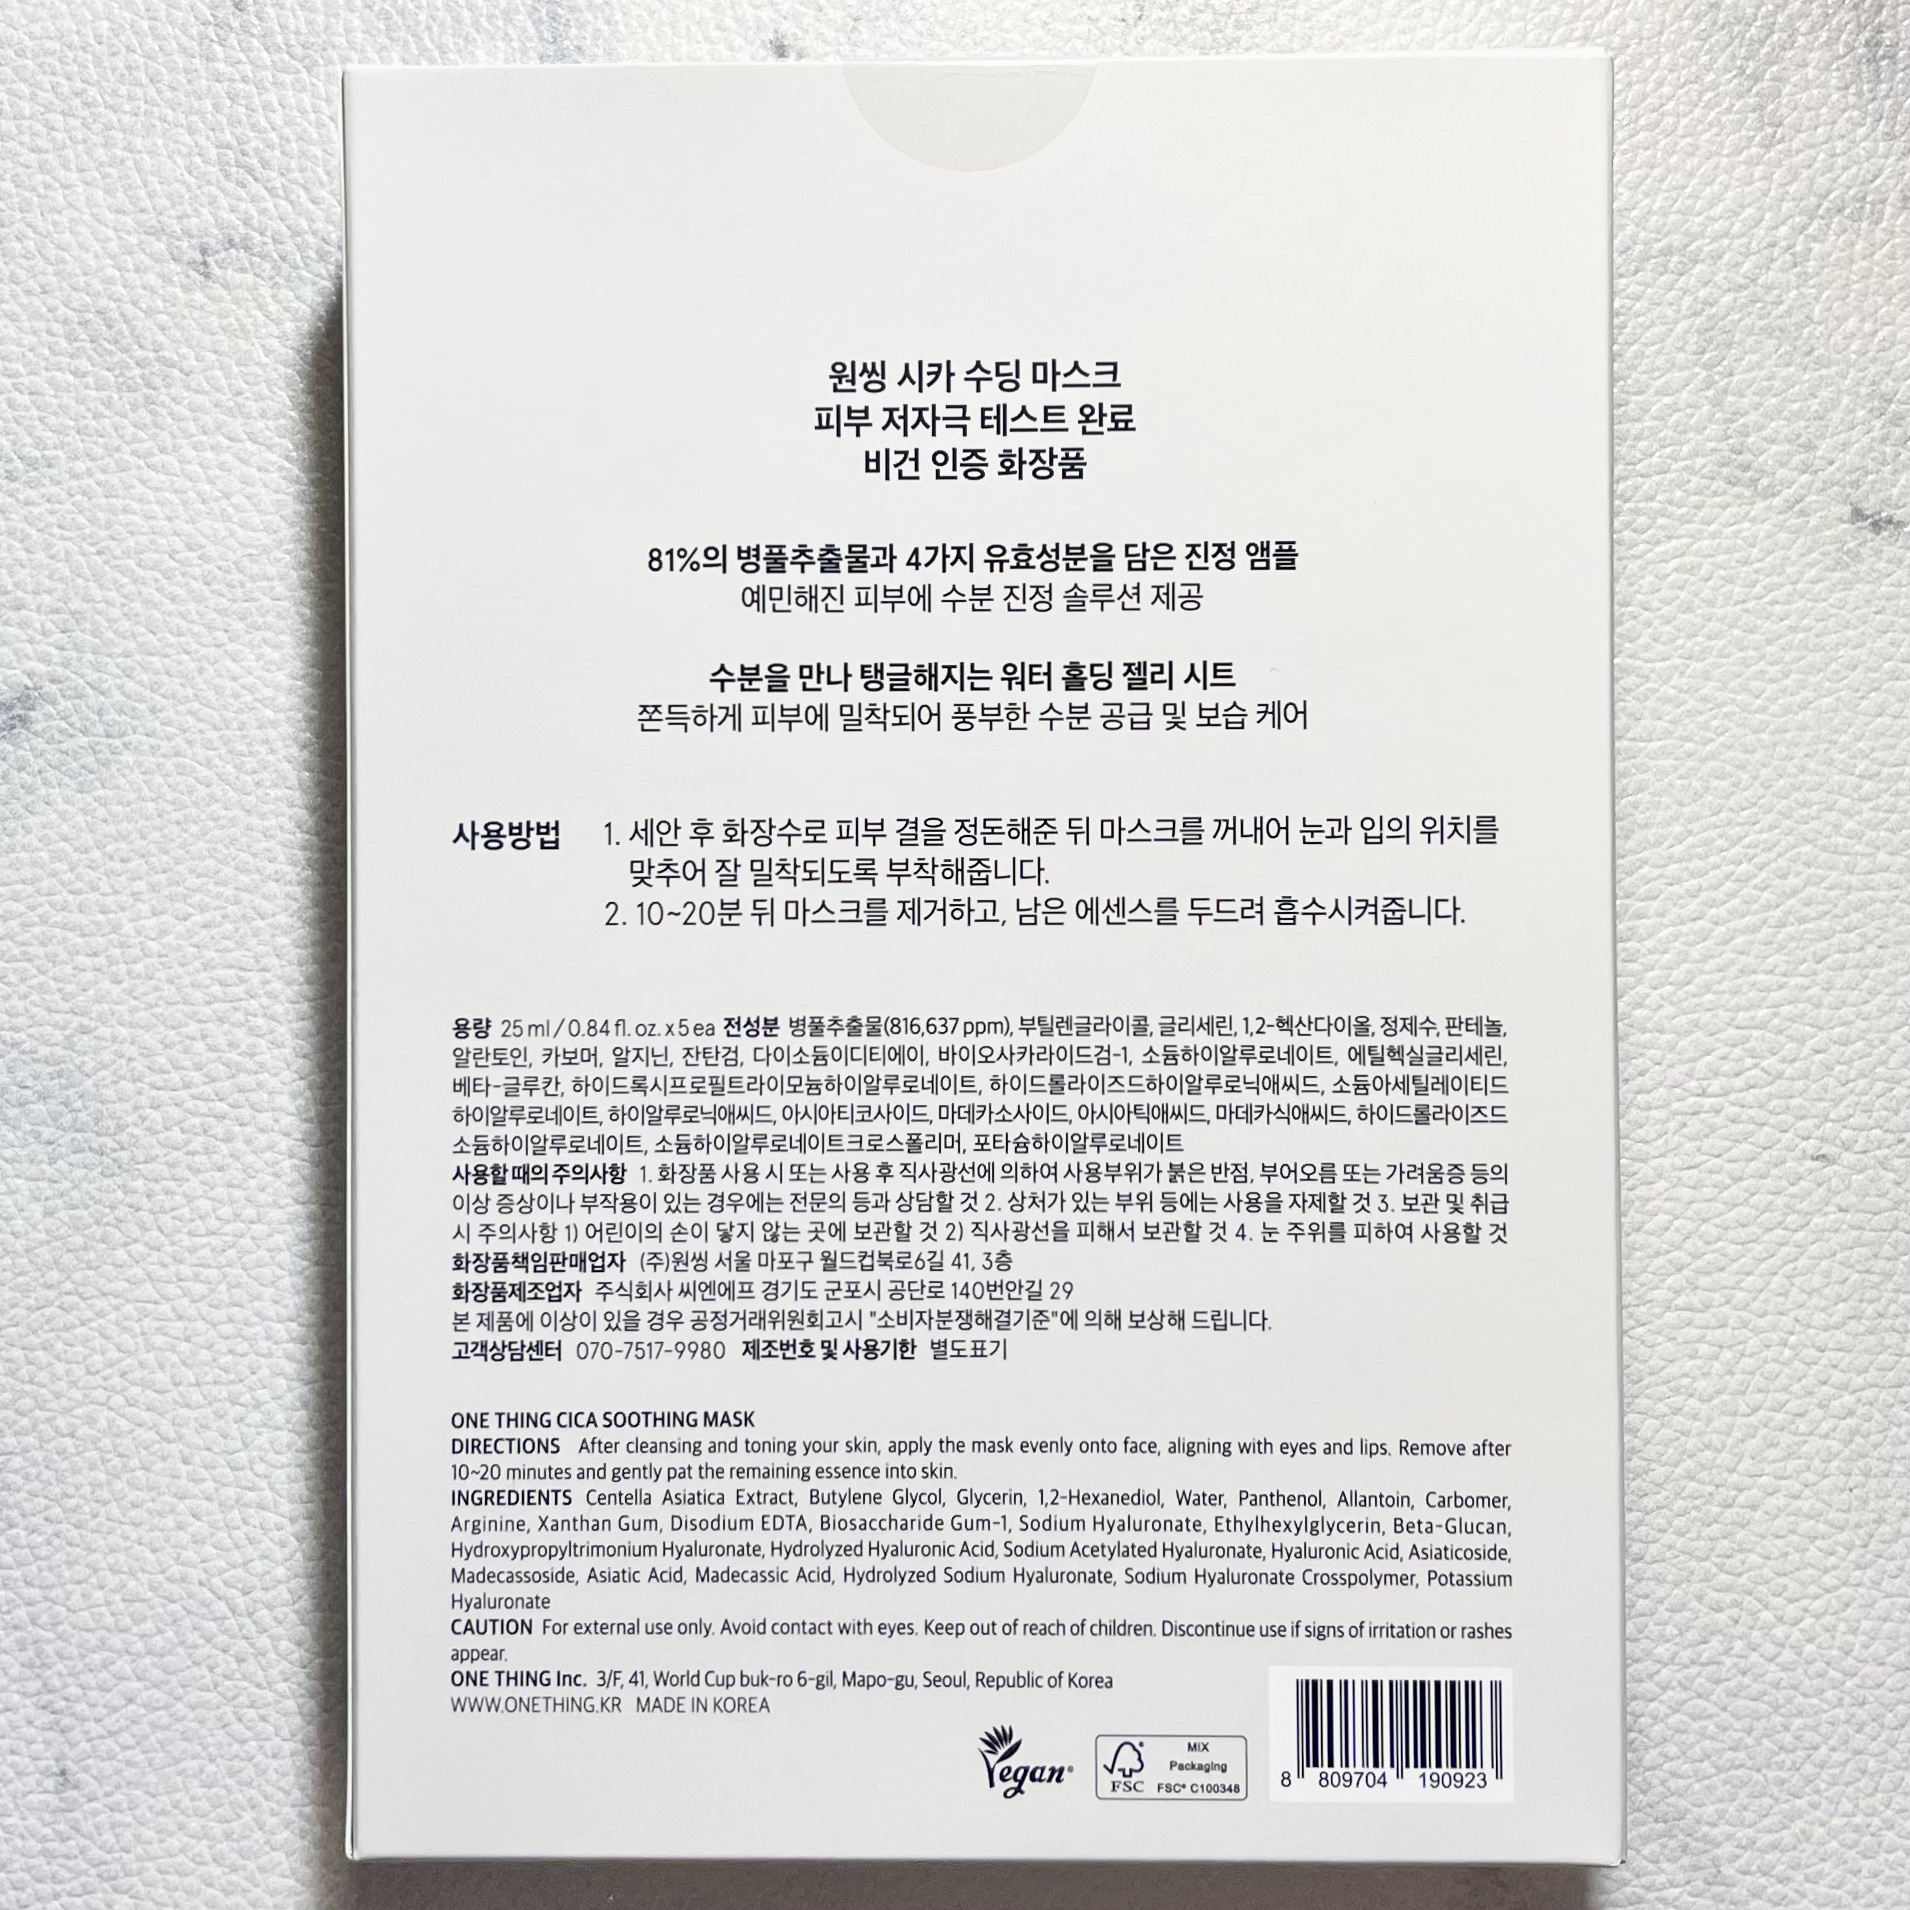 원씽 시카 수딩 마스크
피부 저자극 테스트 완료
비건 인증 화장품
81%의 병풀추출물과 4가지 유효성분을 담은 진정 앰플
예민해진 피부에 수분 진정 솔루션 제공
수분을 만나 탱글해지는 워터 홀딩 젤리 시트
쫀득하게 피부에 밀착되어 풍부한 수분 공급 및 보습 케어
사용방법 1. 세안 후 화장수로 피부 결을 정돈해준 뒤 마스크를 꺼내어 눈과 입의 위치를
맞추어 잘 밀착되도록 부착해줍니다.
2. 10~20분 뒤 마스크를 제거하고, 남은 에센스를 두드려 흡수시켜줍니다.
용량 25 ml / 0.84 fl. oz. x 5 ea 전성분 병풀추출물(816,637 ppm), 부틸렌글라이콜, 글리세린, 1,2-헥산다이올, 정제수, 판테놀,
알란토인, 카보머, 알지닌, 잔탄검, 다이소듐이디티에이, 바이오사카라이드검-1, 소듐하이알루로네이트, 에틸헥실글리세린,
베타-글루칸, 하이드록시프로필트라이모늄하이알루로네이트, 하이드롤라이즈드하이알루로닉애씨드, 소듐아세틸레이티드
하이알루로네이트, 하이알루로닉애씨드, 아시아티코사이드, 마데카소사이드, 아시아틱애씨드, 마데카식애씨드, 하이드롤라이즈드
소듐하이알루로네이트, 소듐하이알루로네이트크로스폴리머, 포타슘하이알루로네이트
사용할 때의 주의사항 1. 화장품 사용 시 또는 사용 후 직사광선에 의하여 사용부위가 붉은 반점, 부어오름 또는 가려움증 등의
이상 증상이나 부작용이 있는 경우에는 전문의 등과 상담할 것 2. 상처가 있는 부위 등에는 사용을 자제할 것 3. 보관 및 취급
시 주의사항 1) 어린이의 손이 닿지 않는 곳에 보관할 것 2) 직사광선을 피해서 보관할 것 4. 눈 주위를 피하여 사용할 것
화장품책임판매업자 (주)원씽 서울 마포구 월드컵북로6길 41, 3층
화장품제조업자 주식회사 씨엔에프 경기도 군포시 공단로 140번안길 29
본 제품에 이상이 있을 경우 공정거래위원회고시 "소비자분쟁해결기준"에 의해 보상해 드립니다.
고객상담센터 070-7517-9980 제조번호 및 사용기한 별도표기
ONE THING CICA SOOTHING MASK
DIRECTIONS After cleansing and toning your skin, apply the mask evenly onto face, aligning with eyes and lips. Remove after
10~20 minutes and gently pat the remaining essence into skin.
INGREDIENTS Centella Asiatica Extract, Butylene Glycol, Glycerin, 1,2-Hexanediol, Water, Panthenol, Allantoin, Carbomer,
Arginine, Xanthan Gum, Disodium EDTA, Biosaccharide Gum-1, Sodium Hyaluronate, Ethylhexylglycerin, Beta-Glucan,
Hydroxypropyltrimonium Hyaluronate, Hydrolyzed Hyaluronic Acid, Sodium Acetylated Hyaluronate, Hyaluronic Acid, Asiaticoside,
Madecassoside, Asiatic Acid, Madecassic Acid, Hydrolyzed Sodium Hyaluronate, Sodium Hyaluronate Crosspolymer, Potassium
Hyaluronate
CAUTION For external use only. Avoid contact with eyes. Keep out of reach of children. Discontinue use if signs of irritation or rashes
appear.
ONE THING Inc. 3/F, 41, World Cup buk-ro 6-gil, Mapo-gu, Seoul, Republic of Korea
WWW.ONETHING.KR MADE IN KOREA
Vegan®
FSC
MIX
Packaging
FSC® C100348
8 809704 190923